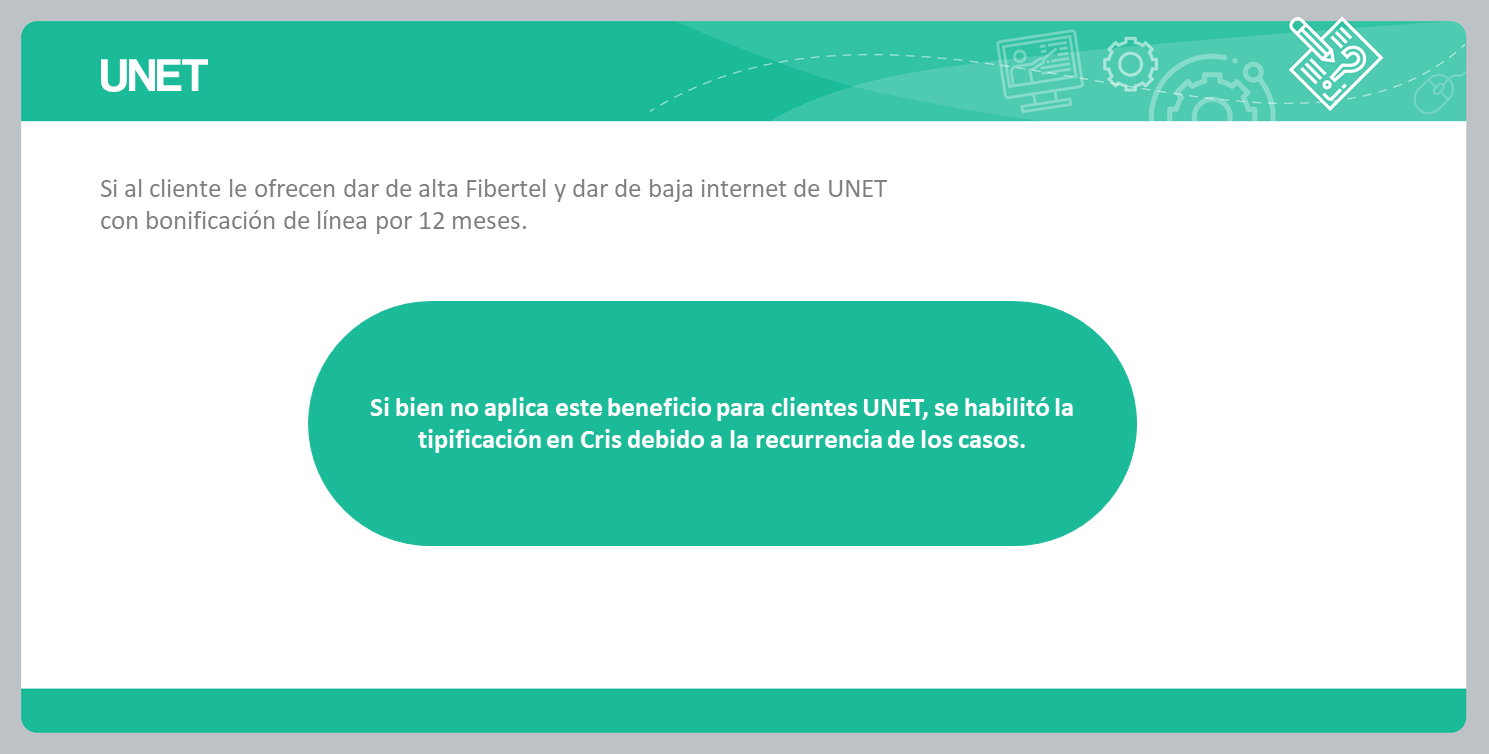 UNET
Si al cliente le ofrecen dar de alta Fibertel y dar de baja internet de UNET
con bonificación de línea por 12 meses.
Si bien no aplica este beneficio para clientes UNET, se habilitó la
tipificación en Cris debido a la recurrencia de los casos.